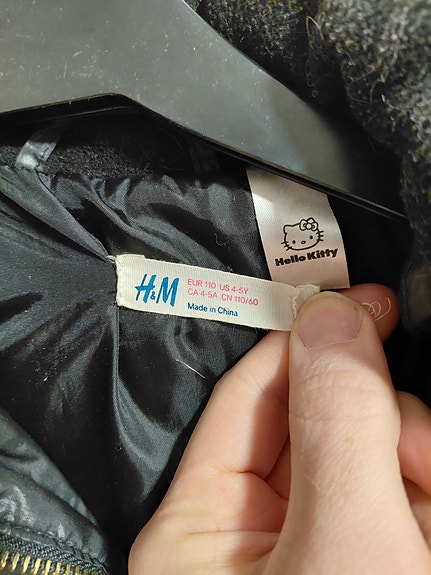 Hello Kitty
H&M
EUR 110 US 4-5Y
CA 4-5A CN 110/60
Made in China